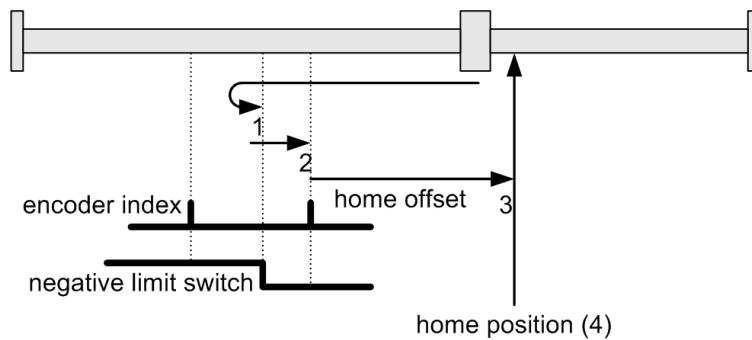 1
2
encoder index
home offset
3
negative limit switch
home position (4)